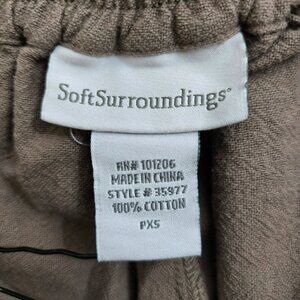 SoftSurroundings®
RN# 101206
MADE IN CHINA
STYLE # 35977
100% COTTON
PXS